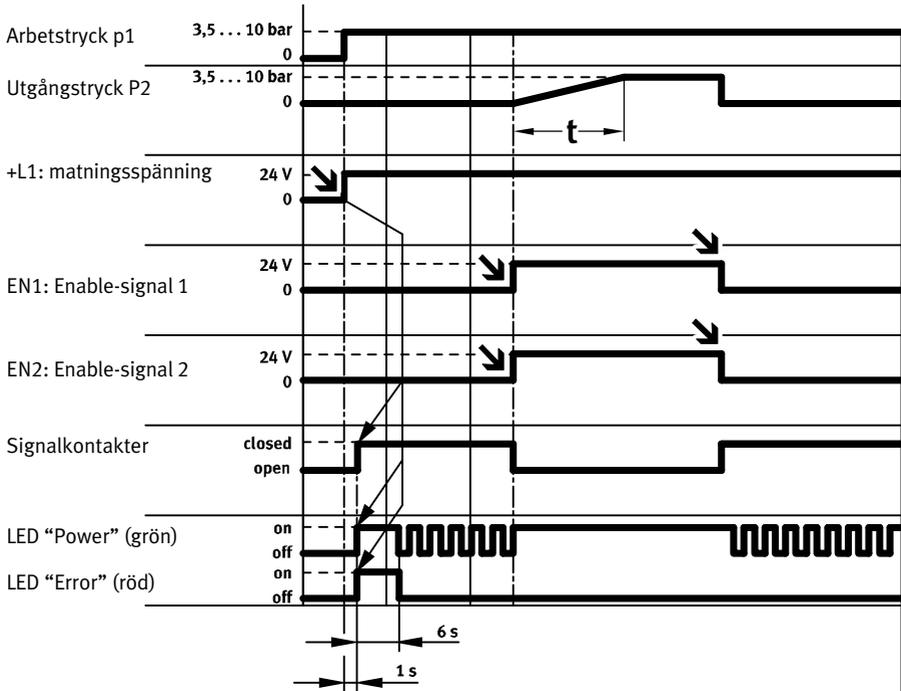 Arbetstryck p1
3,5 . . . 10 bar
0
Utgångstryck P2
3,5 . . . 10 bar
0
t
+L1: matningsspänning
24 V
0
EN1: Enable-signal 1
24 V
0
EN2: Enable-signal 2
24 V
0
Signalkontakter
closed
open
LED “Power” (grön)
on
off
LED “Error” (röd)
on
off
6 s
1 s